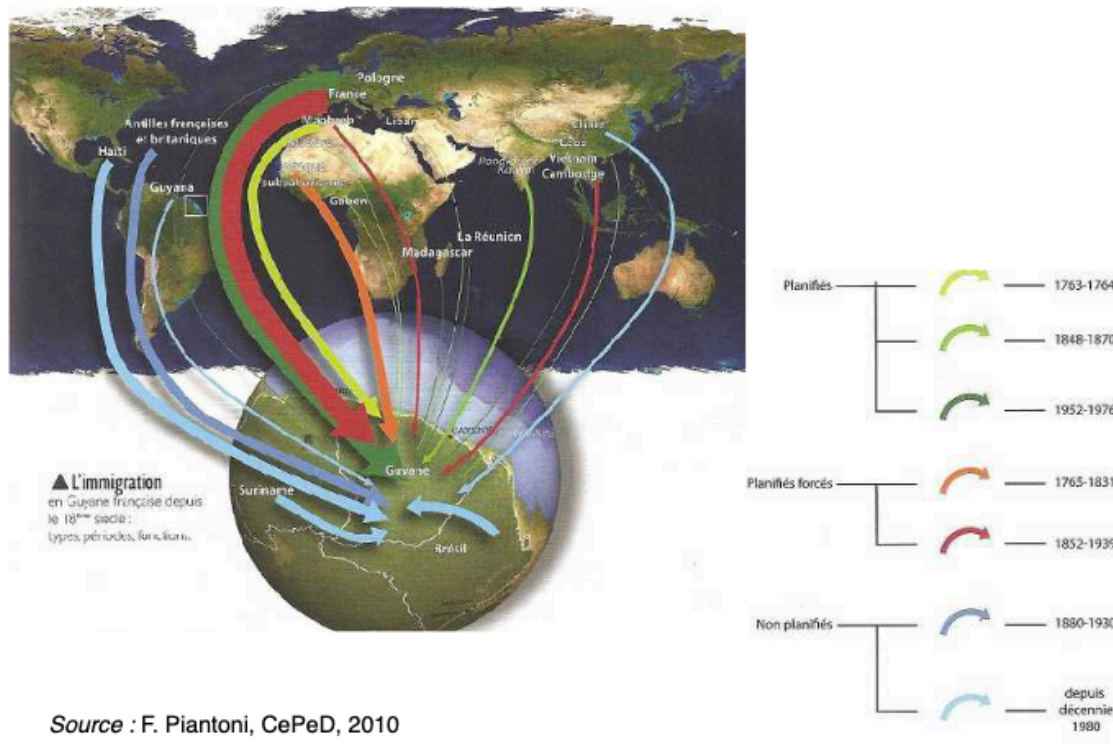 Pologne
France
Maghreb
Liban
Chine
Antilles françaises
et britaniques
Haïti
Laos
Vietnam
Cambodge
subsaharienne
Guyana
Gabon
La Réunion
Madagascar
Planifiés
1763-1764
1848-1870
1952-1976
CAYENNE
Guyane
▲ L'immigration
en Guyane française depuis
le 18ème siècle :
types, périodes, fonctions.
Suriname
Brésil
Planifiés forcés
1765-1831
1852-1939
Non planifiés
1880-1930
depuis
décennie
1980
Source : F. Piantoni, CePeD, 2010